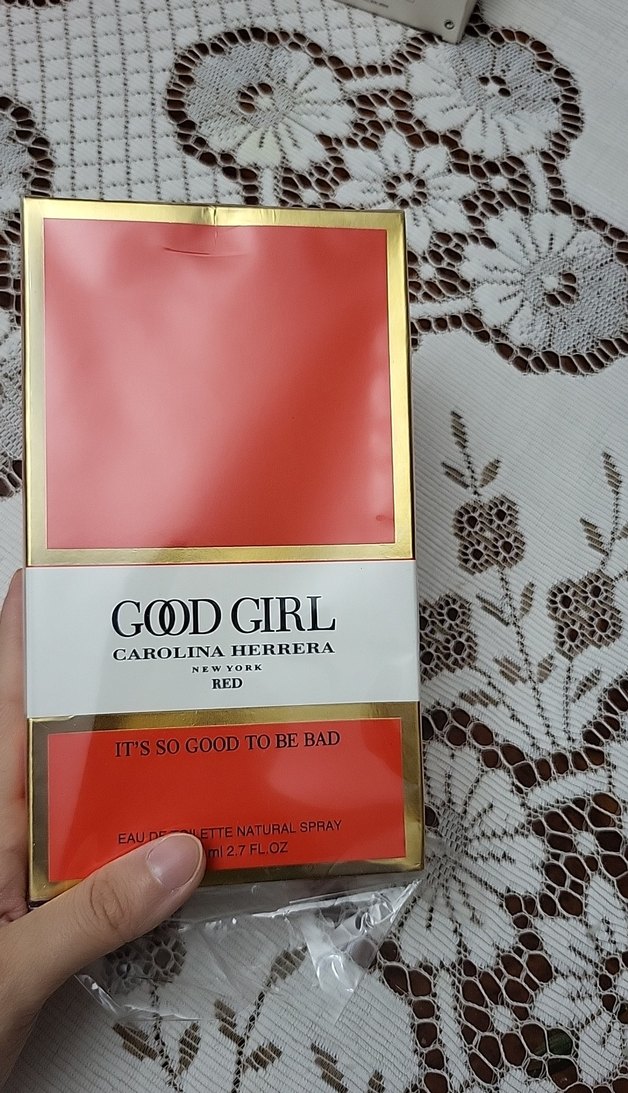 GOOD GIRL
CAROLINA HERRERA
NEW YORK
RED
IT'S SO GOOD TO BE BAD
EAU DE TOILETTE NATURAL SPRAY
ml 2.7 FL.OZ